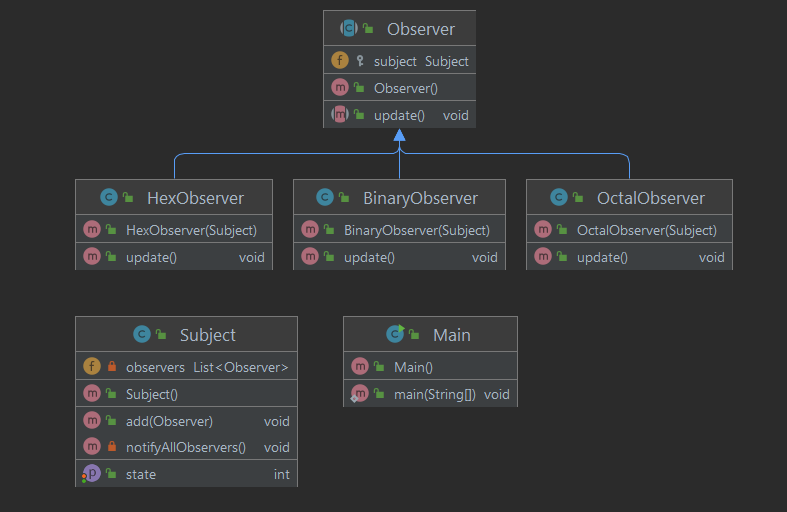 Observer
subject Subject
Observer()
update() void
HexObserver
HexObserver(Subject)
update() void
BinaryObserver
BinaryObserver(Subject)
update() void
OctalObserver
OctalObserver(Subject)
update() void
Subject
observers List<Observer>
Subject()
add(Observer) void
notifyAllObservers() void
state int
Main
Main()
main(String[]) void